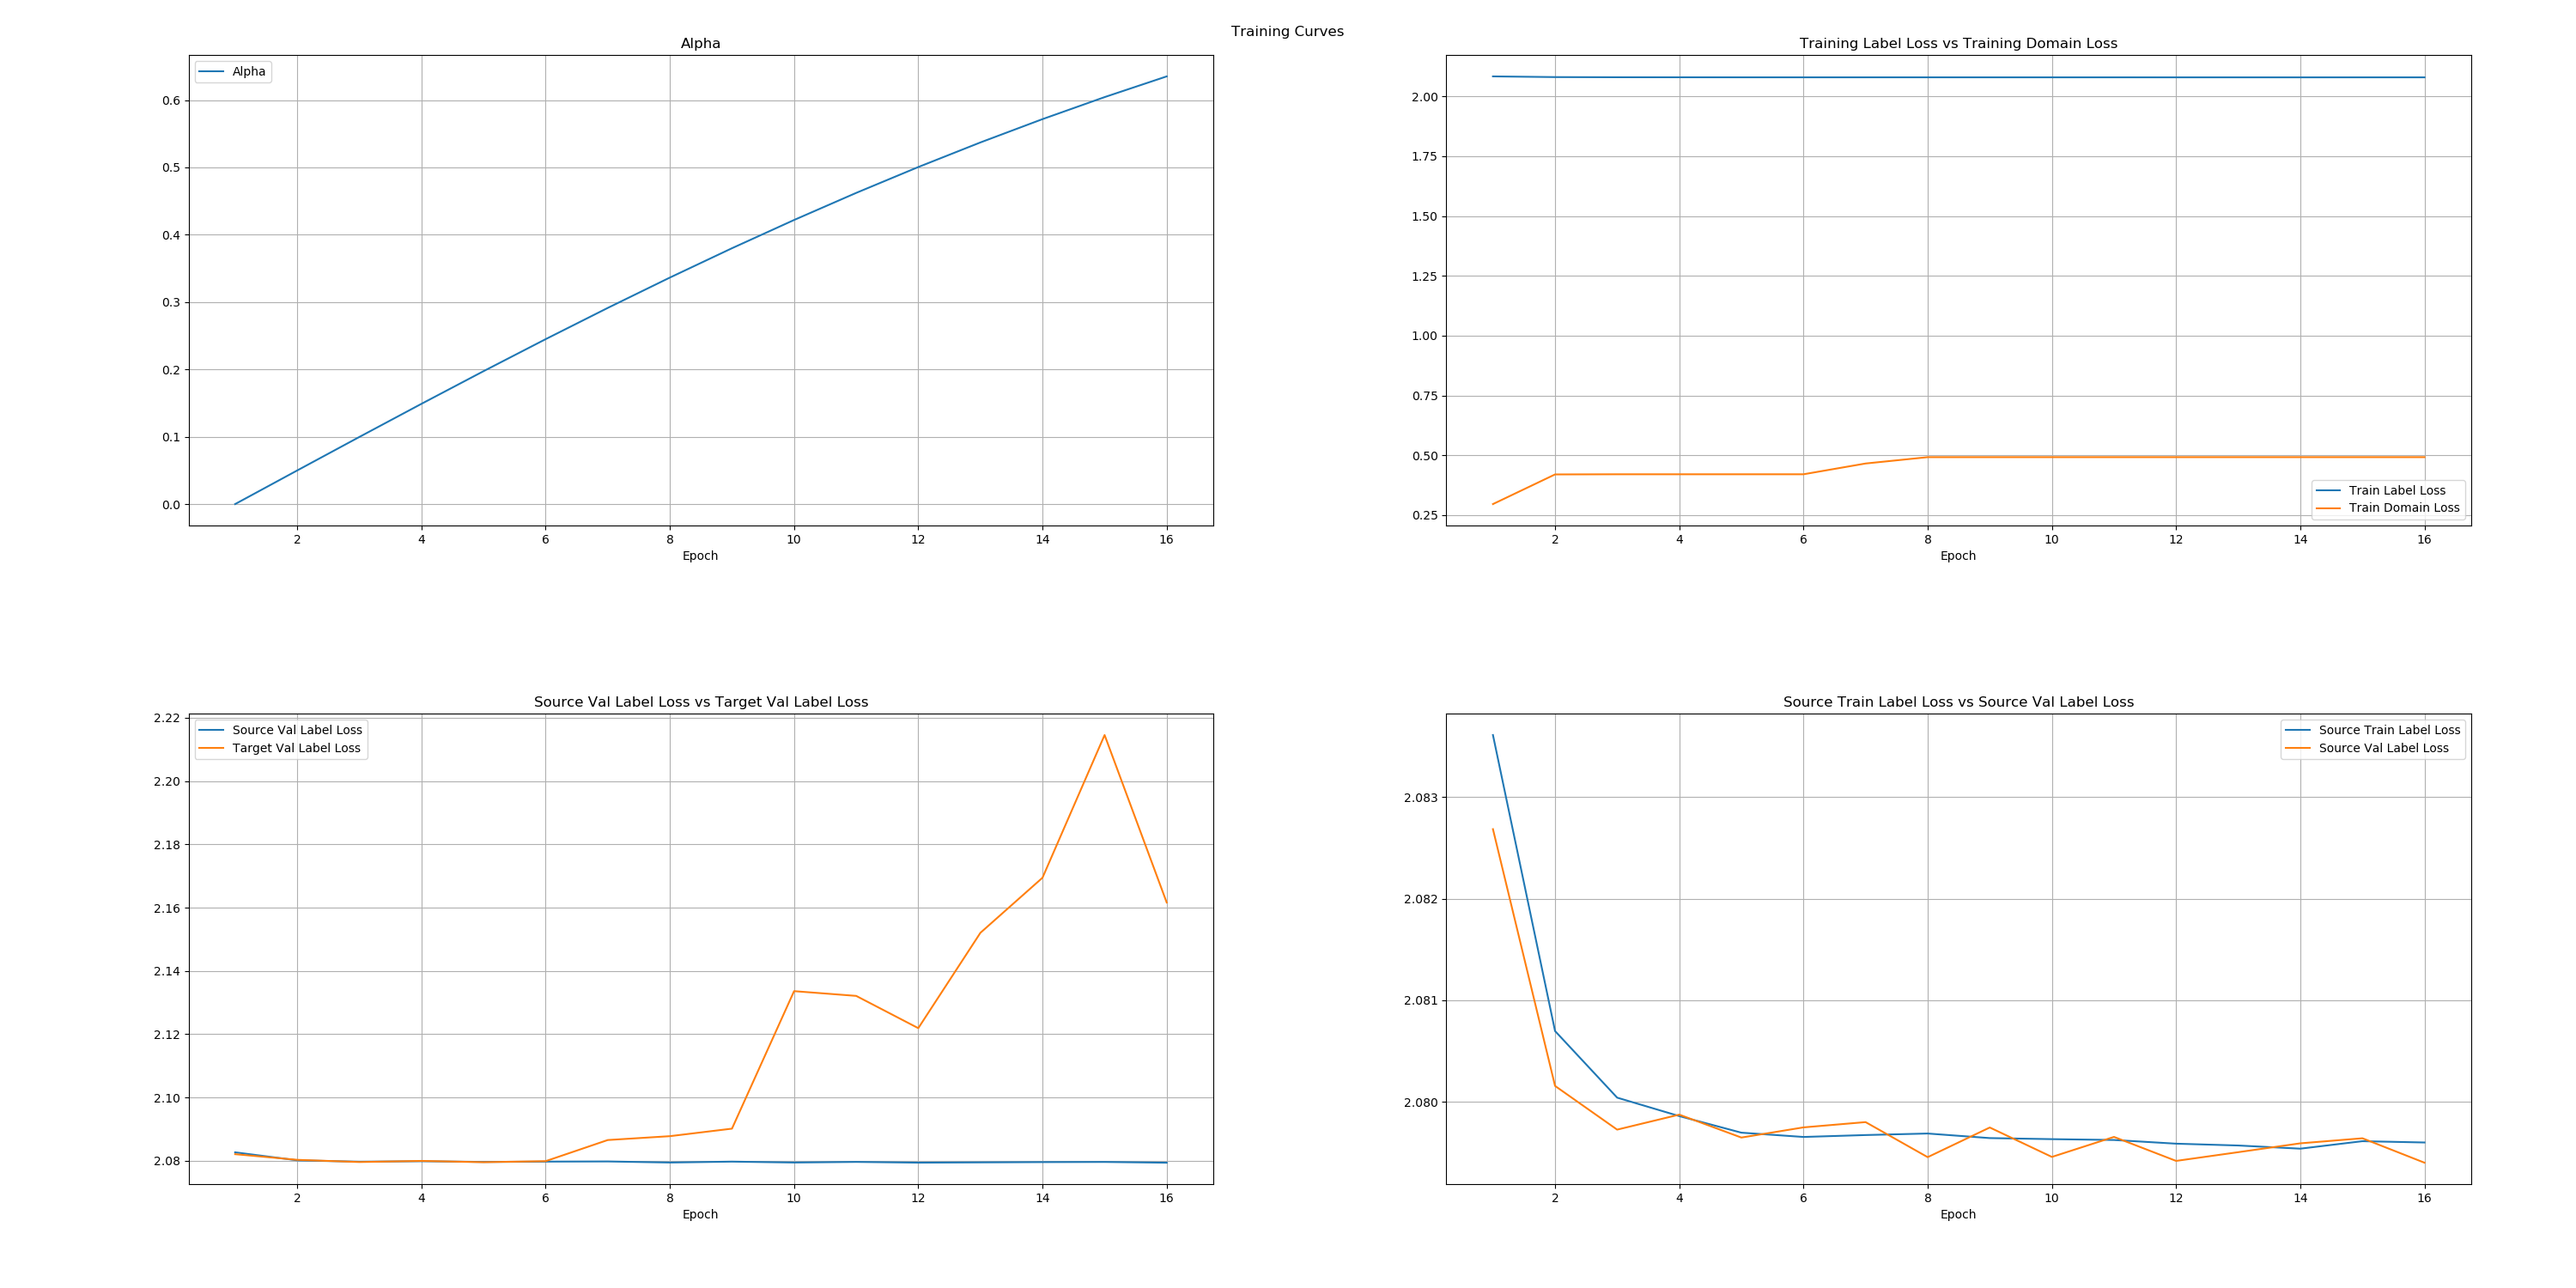 Training Curves
Alpha
Alpha
0.6
0.5
0.4
0.3
0.2
0.1
0.0
2 4 6 8 10 12 14 16
Epoch
Training Label Loss vs Training Domain Loss
2.00
1.75
1.50
1.25
1.00
0.75
0.50
0.25
Train Label Loss
Train Domain Loss
2 4 6 8 10 12 14 16
Epoch
Source Val Label Loss vs Target Val Label Loss
Source Val Label Loss
Target Val Label Loss
2.22
2.20
2.18
2.16
2.14
2.12
2.10
2.08
2 4 6 8 10 12 14 16
Epoch
Source Train Label Loss vs Source Val Label Loss
Source Train Label Loss
Source Val Label Loss
2.083
2.082
2.081
2.080
2 4 6 8 10 12 14 16
Epoch